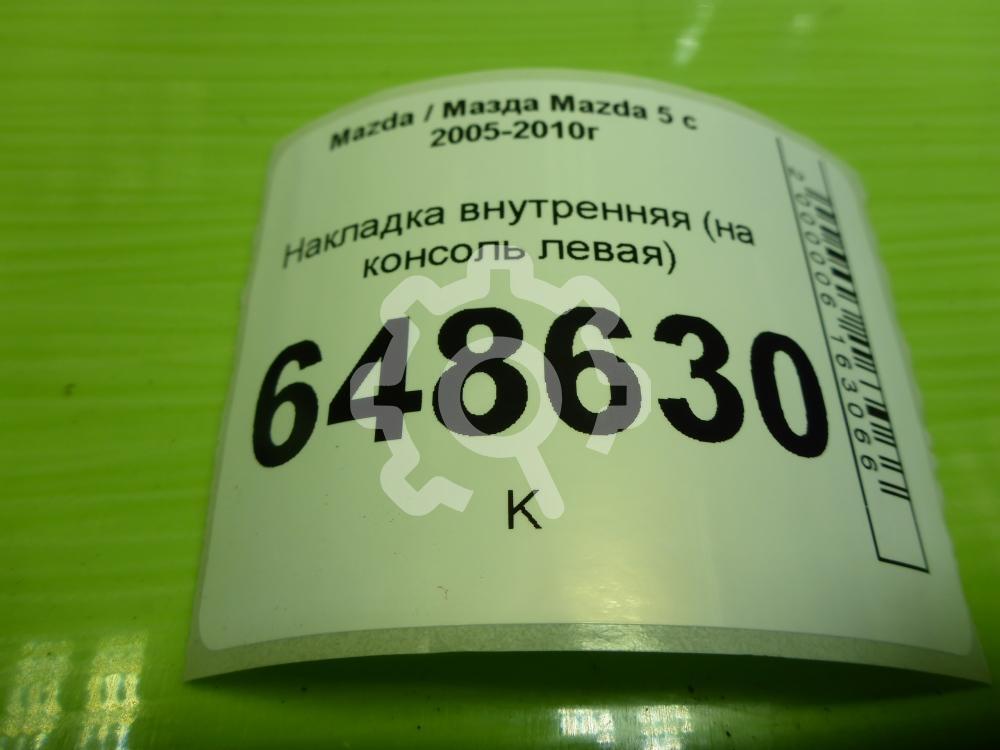 Mazda / Мазда Mazda 5 с
2005-2010г
Накладка внутренняя (на
консоль левая)
648630
К
2000006163066